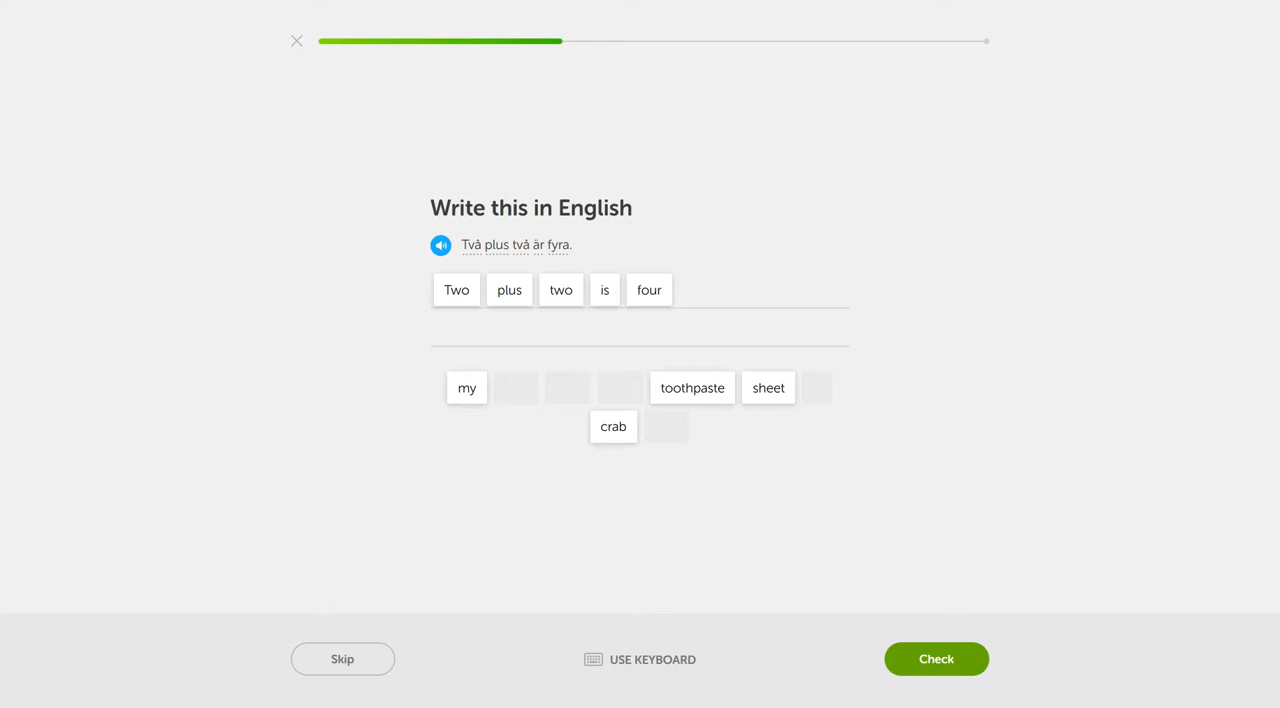 Write this in English
Två plus två är fyra.
Two plus two is four
my toothpaste sheet
crab
Skip USE KEYBOARD Check